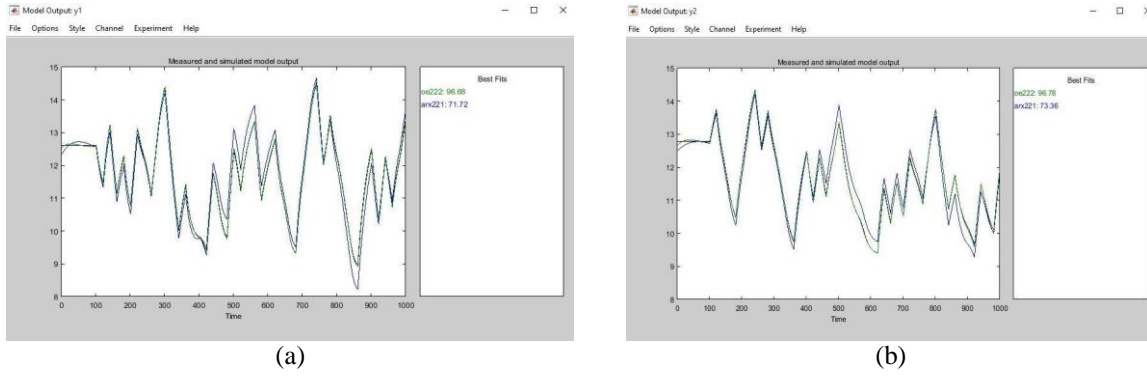 Model Output: y1
File Options Style Channel Experiment Help
Measured and simulated model output
15
14
13
12
11
10
9
8
0 100 200 300 400 500 600 700 800 900 1000
Time
Best Fits
oe222: 96.68
arx221: 71.72
(a)
Model Output: y2
File Options Style Channel Experiment Help
Measured and simulated model output
15
14
13
12
11
10
9
8
0 100 200 300 400 500 600 700 800 900 1000
Time
Best Fits
oe222: 96.78
arx221: 73.36
(b)